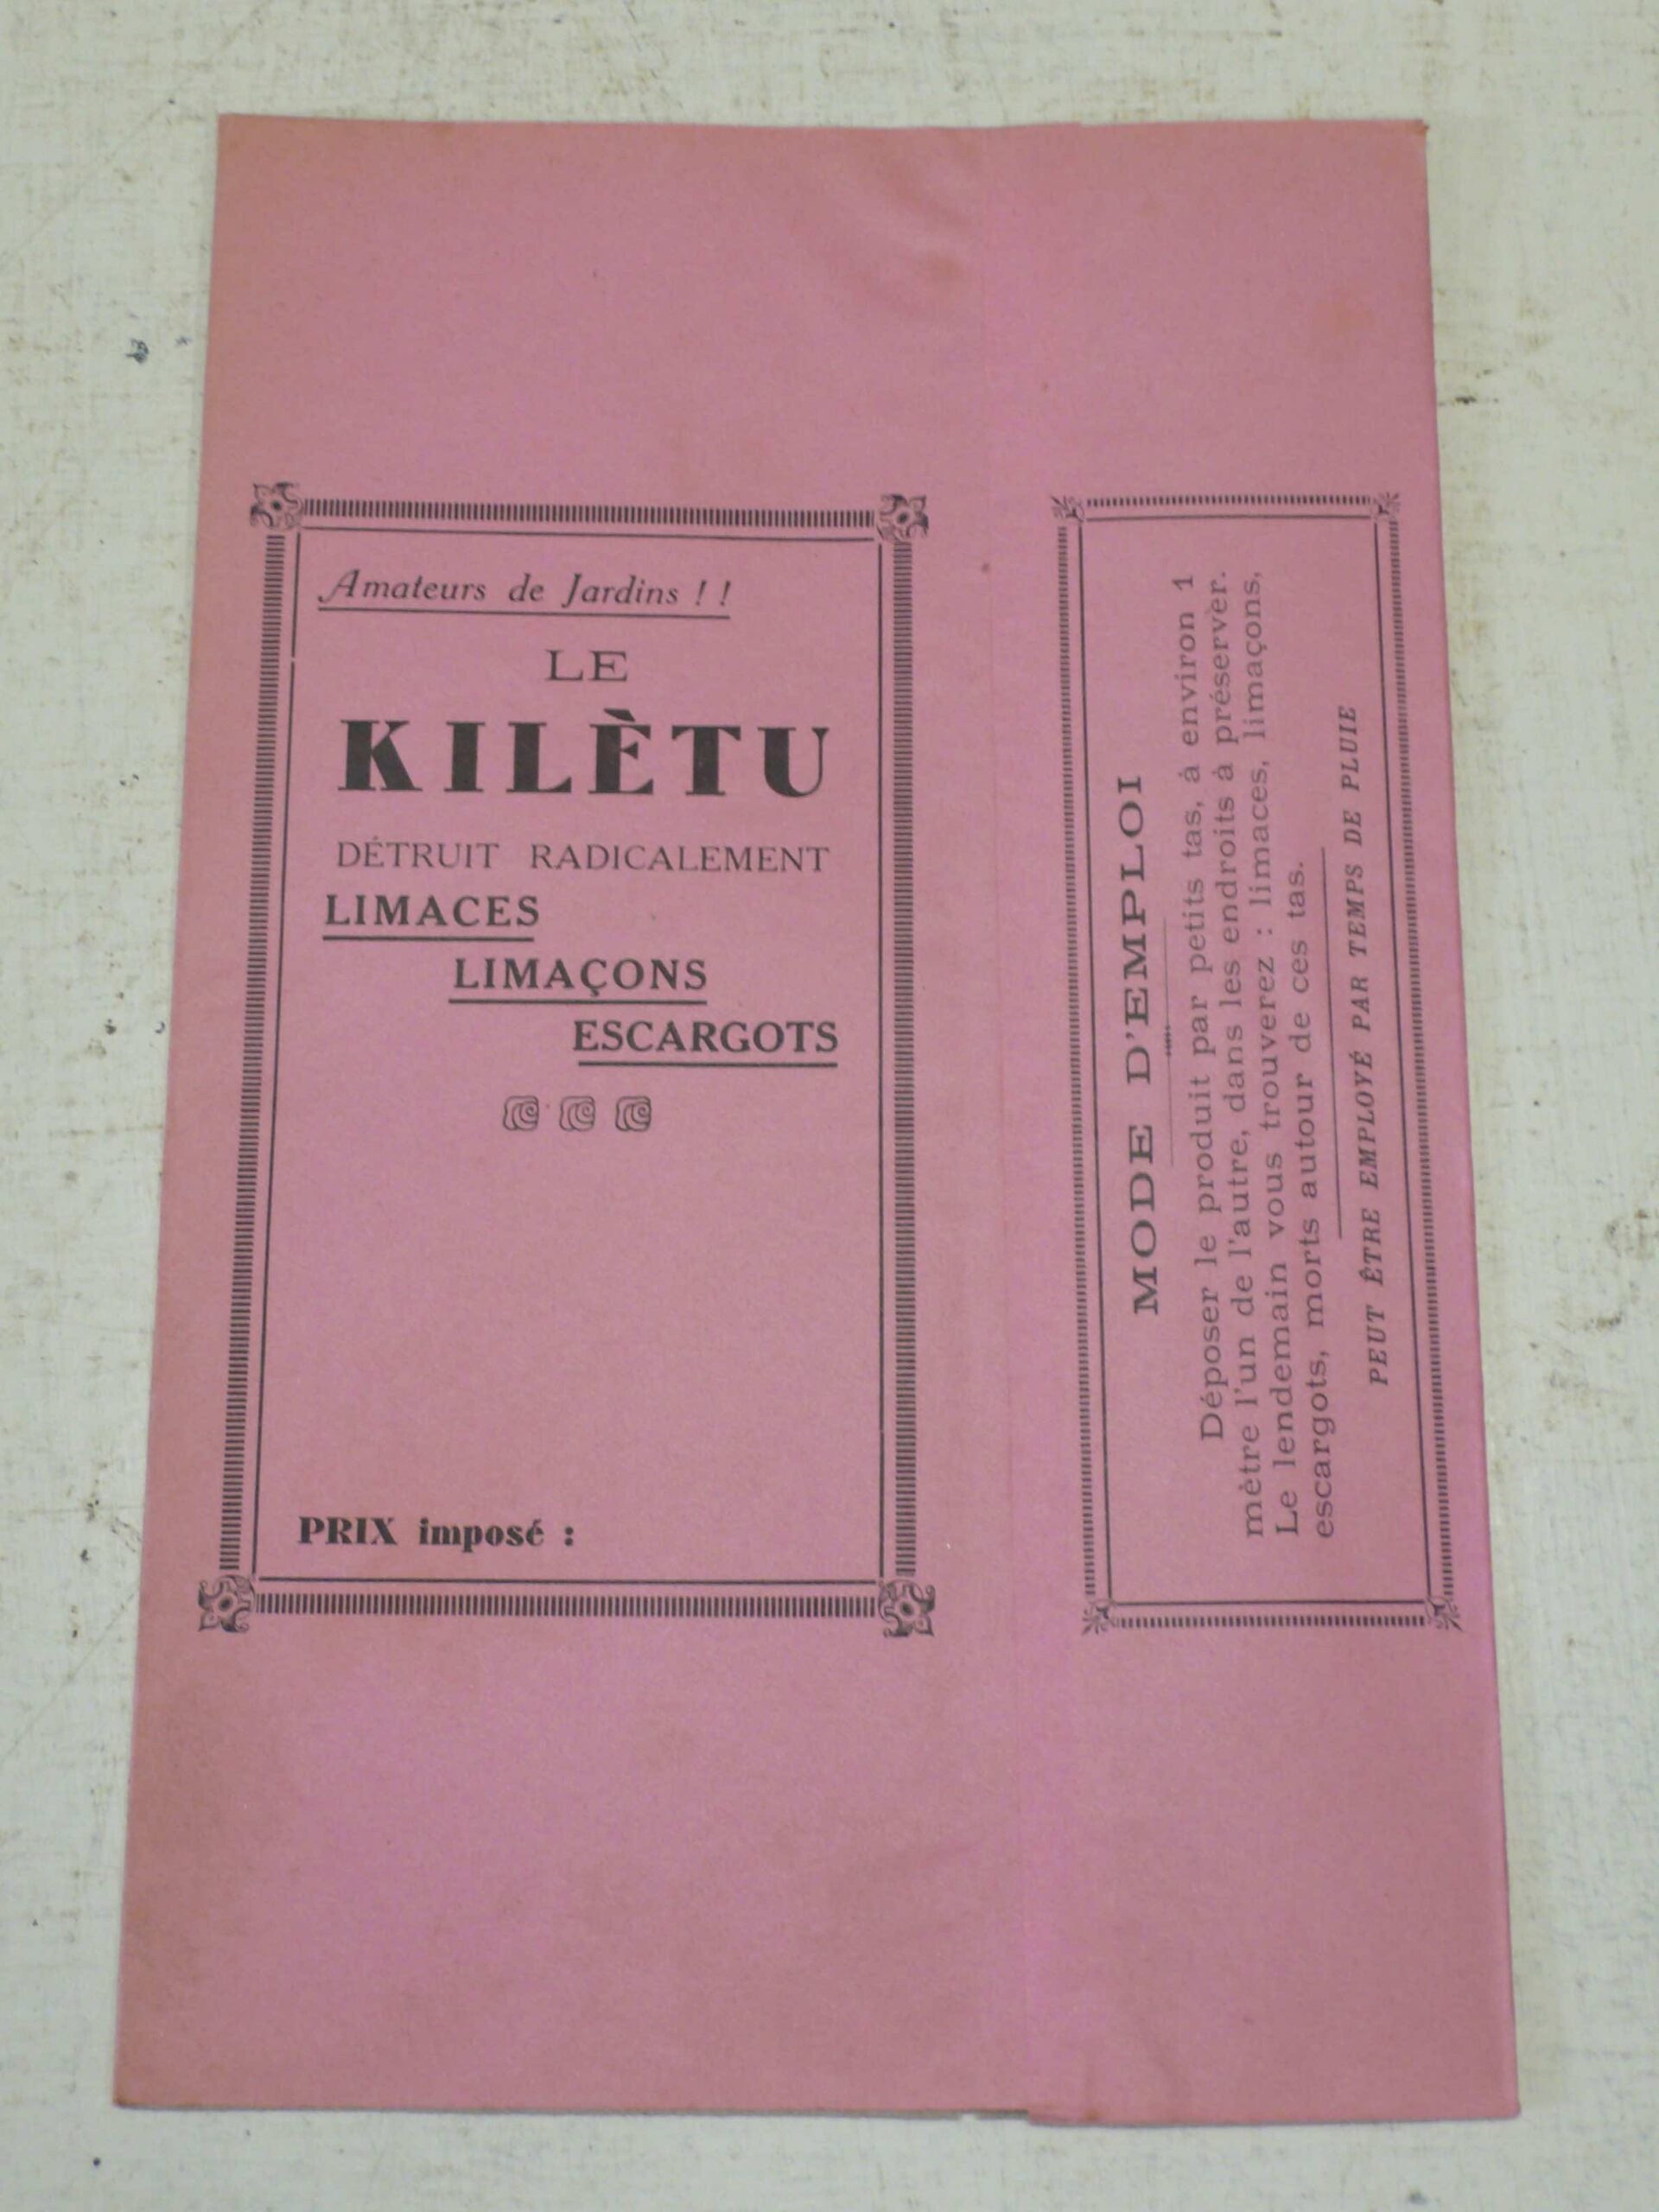 Amateurs de Jardins ! !
LE
KILÈTU
DÉTRUIT RADICALEMENT
LIMACES
LIMAÇONS
ESCARGOTS
PRIX imposé :
MODE D'EMPLOI
Déposer le produit par petits tas, à environ 1
mètre l'un de l'autre, dans les endroits à préserver.
Le lendemain vous trouverez : limaces, limaçons,
escargots, morts autour de ces tas.
PEUT ÊTRE EMPLOYÉ PAR TEMPS DE PLUIE